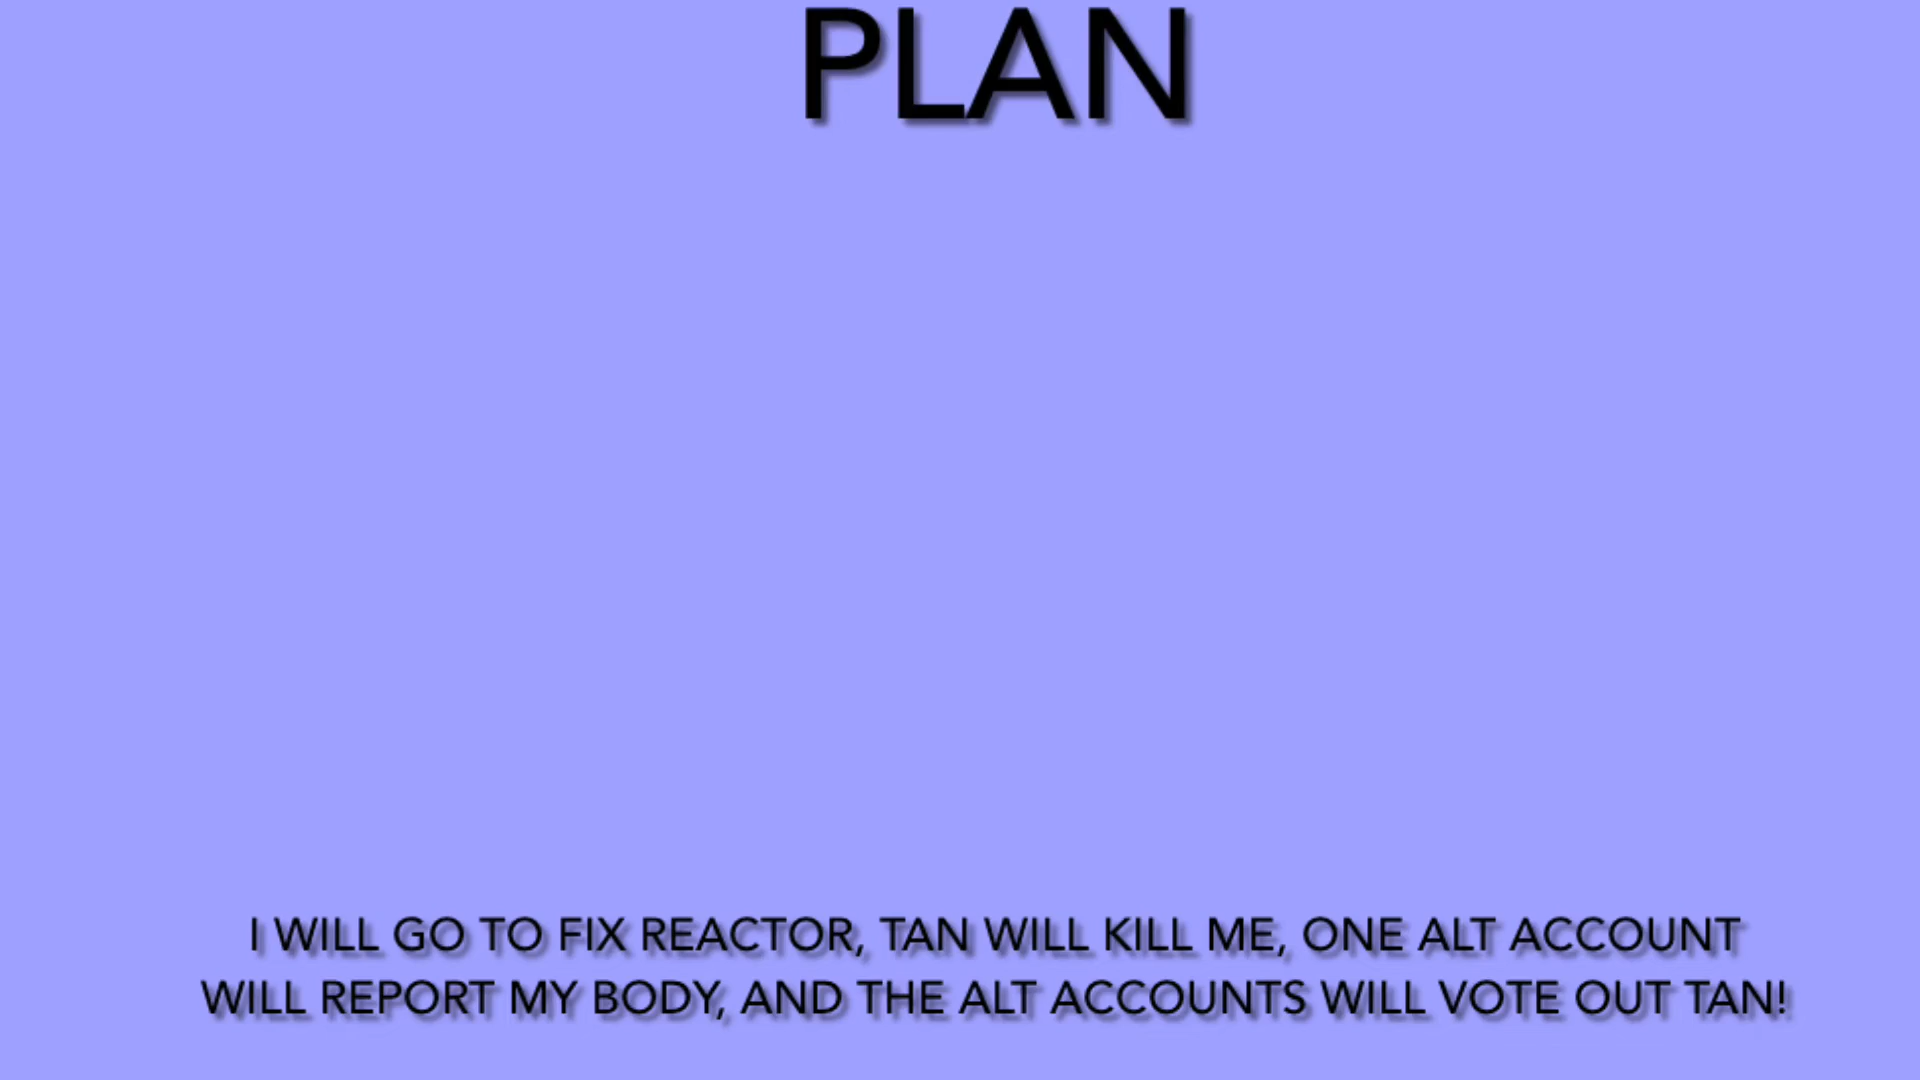 PLAN
I WILL GO TO FIX REACTOR, TAN WILL KILL ME, ONE ALT ACCOUNT
WILL REPORT MY BODY, AND THE ALT ACCOUNTS WILL VOTE OUT TAN!